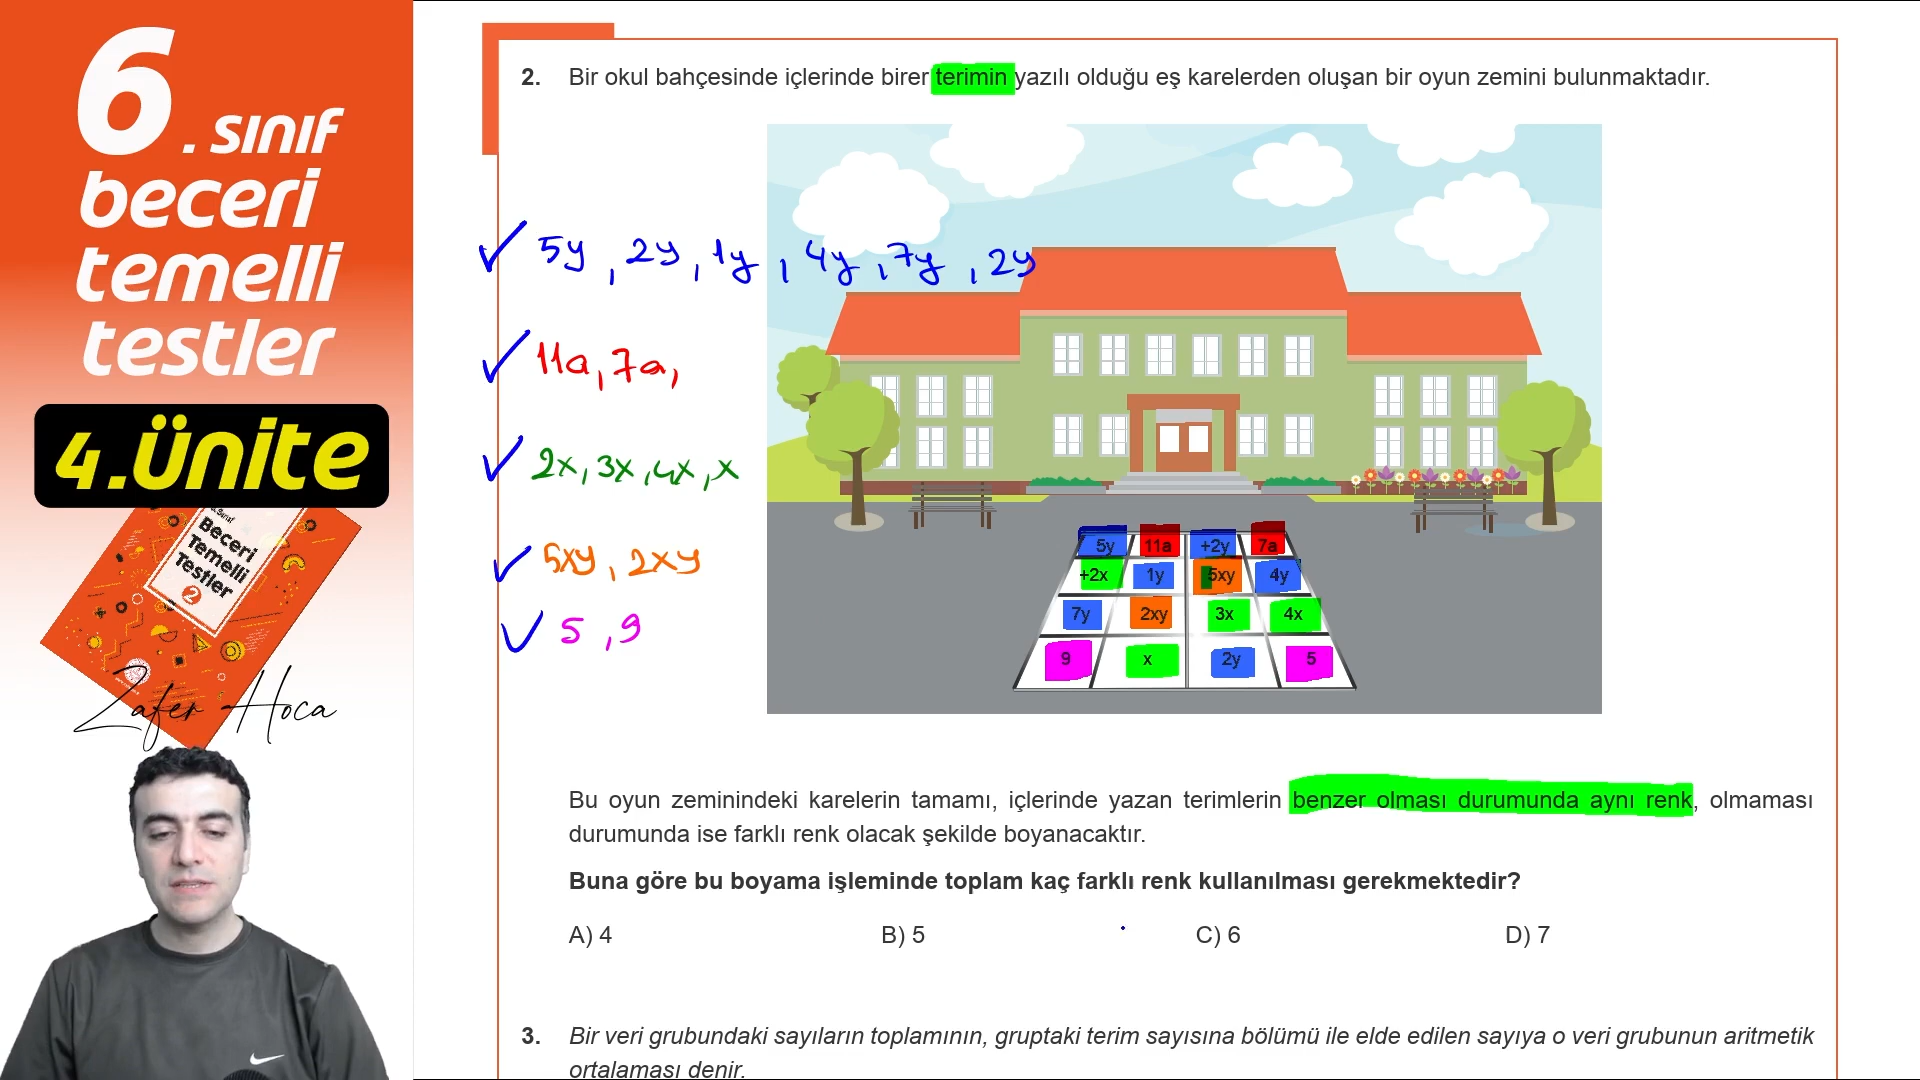 6. sınıf
beceri
temelli
testler
4.ünite
Beceri
Temelli
Testler
2
Zafer Hoca
2. Bir okul bahçesinde içlerinde birer terimin yazılı olduğu eş karelerden oluşan bir oyun zemini bulunmaktadır.
5y , 2y , 1y , 4y , 7y , 2y
11a, 7a,
2x, 3x, 4x, x
5xy , 2xy
5 , 9
5y 11a +2y 7a
+2x 1y 5xy 4y
7y 2xy 3x 4x
9 x 2y 5
Bu oyun zeminindeki karelerin tamamı, içlerinde yazan terimlerin benzer olması durumunda aynı renk, olmaması
durumunda ise farklı renk olacak şekilde boyanacaktır.
Buna göre bu boyama işleminde toplam kaç farklı renk kullanılması gerekmektedir?
A) 4 B) 5 C) 6 D) 7
3. Bir veri grubundaki sayıların toplamının, gruptaki terim sayısına bölümü ile elde edilen sayıya o veri grubunun aritmetik
ortalaması denir.